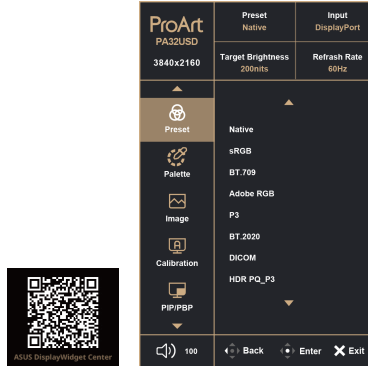 ProArt
PA32USD
3840x2160
Preset
Native
Input
DisplayPort
Target Brightness
200nits
Refrash Rate
60Hz
Preset
Palette
Image
Calibration
PIP/PBP
Native
sRGB
BT.709
Adobe RGB
P3
BT.2020
DICOM
HDR PQ_P3
100
Back
Enter
Exit
ASUS DisplayWidget Center